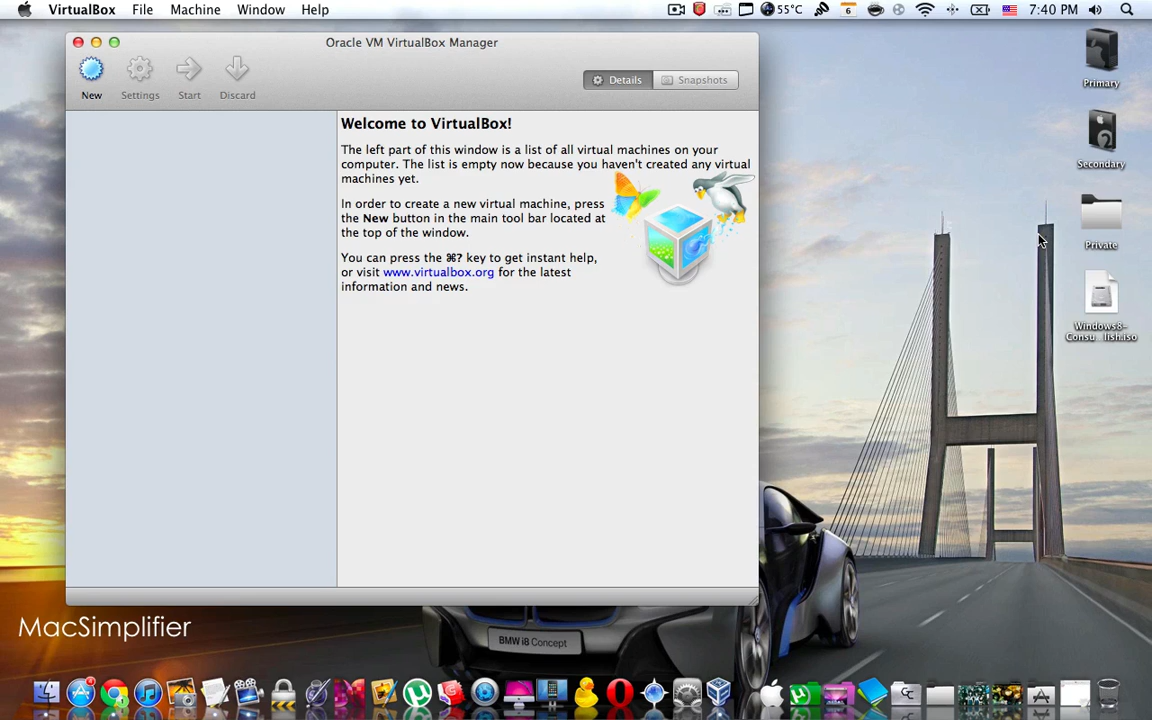 VirtualBox File Machine Window Help 55°C 6 7:40 PM
Oracle VM VirtualBox Manager
New Settings Start Discard Details Snapshots
Welcome to VirtualBox!
The left part of this window is a list of all virtual machines on your
computer. The list is empty now because you haven't created any virtual
machines yet.
In order to create a new virtual machine, press
the New button in the main tool bar located at
the top of the window.
You can press the ⌘? key to get instant help,
or visit www.virtualbox.org for the latest
information and news.
Primary
2
Secondary
Private
Windows8-
Consu...lish.iso
MacSimplifier
BMW i8 Concept